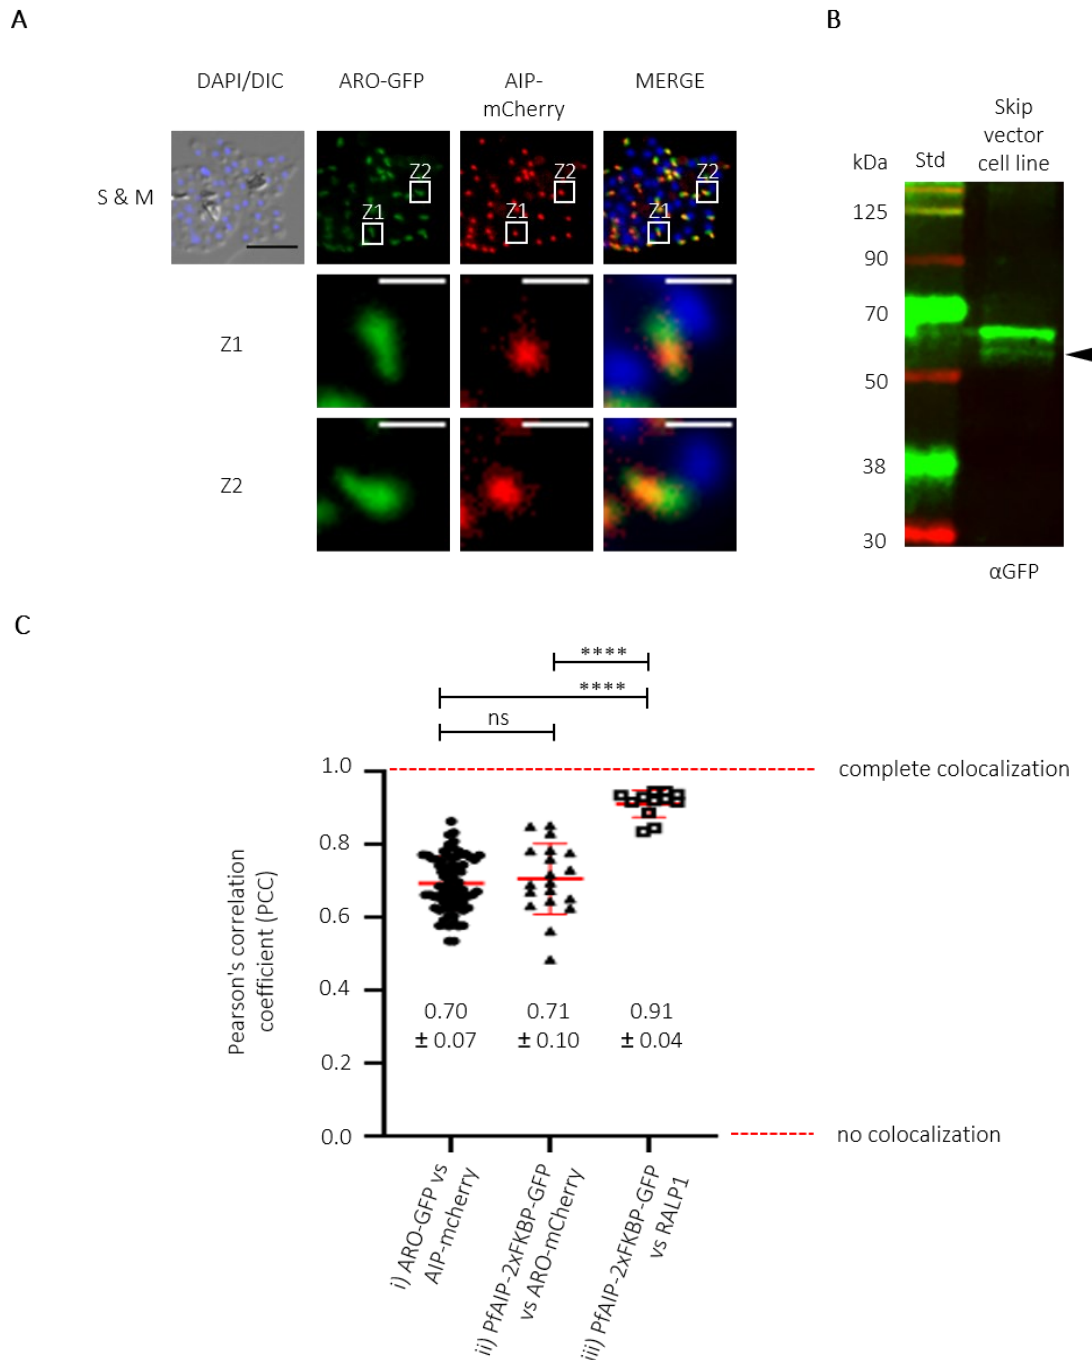 A
B
DAPI/DIC
ARO-GFP
AIP-
mCherry
MERGE
S & M
Z2
Z1
Z2
Z1
Z2
Z1
Z1
Z2
Skip
vector
cell line
kDa
Std
125
90
70
50
38
30
αGFP
C
****
****
ns
complete colocalization
no colocalization
Pearson's correlation
coefficient (PCC)
1.0
0.8
0.6
0.4
0.2
0.0
0.70
± 0.07
0.71
± 0.10
0.91
± 0.04
i) ARO-GFP vs
AIP-mcherry
ii) PfAIP-2xFKBP-GFP
vs ARO-mCherry
iii) PfAIP-2xFKBP-GFP
vs RALP1